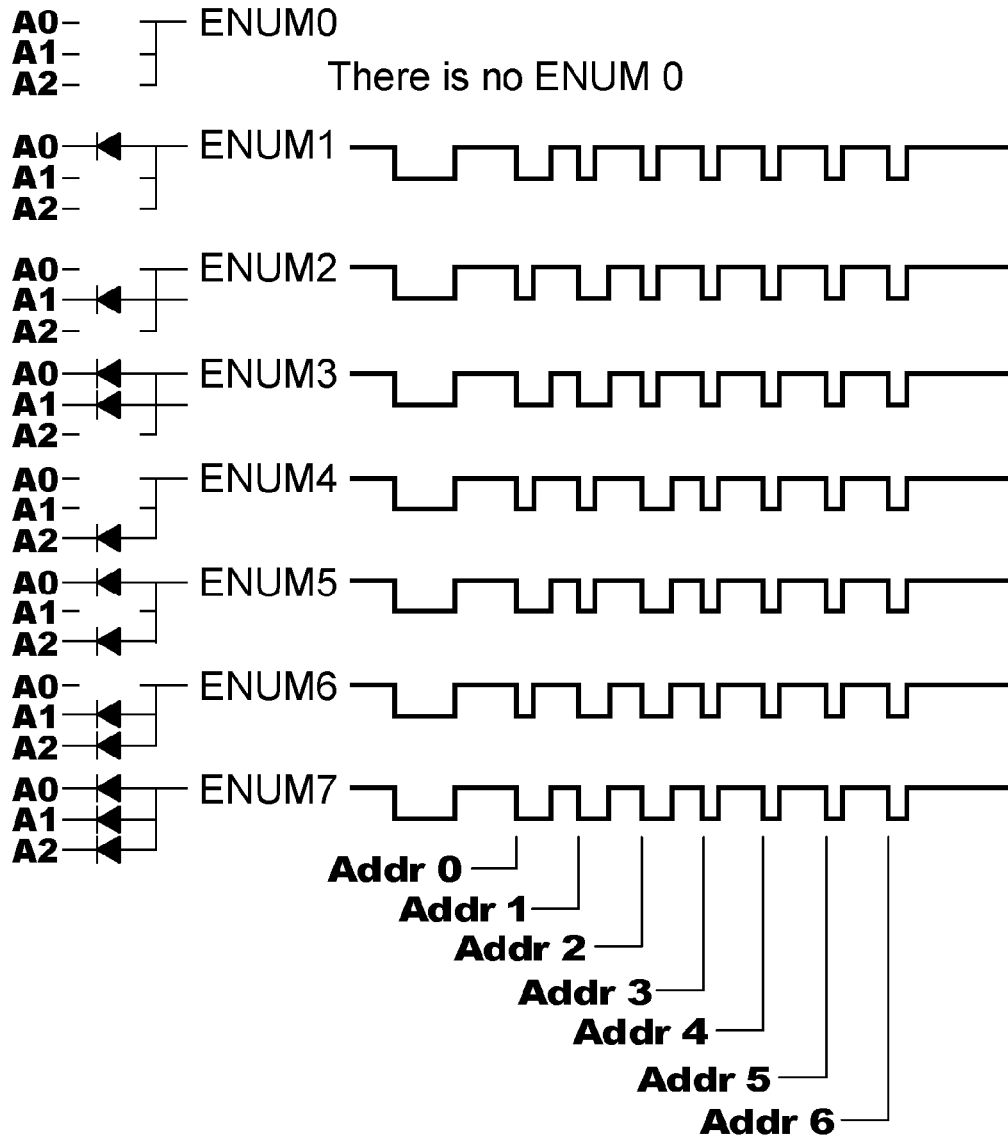 A0 ENUM0
A1
A2
There is no ENUM 0
A0 ENUM1
A1
A2
A0 ENUM2
A1
A2
A0 ENUM3
A1
A2
A0 ENUM4
A1
A2
A0 ENUM5
A1
A2
A0 ENUM6
A1
A2
A0 ENUM7
A1
A2
Addr 0
Addr 1
Addr 2
Addr 3
Addr 4
Addr 5
Addr 6